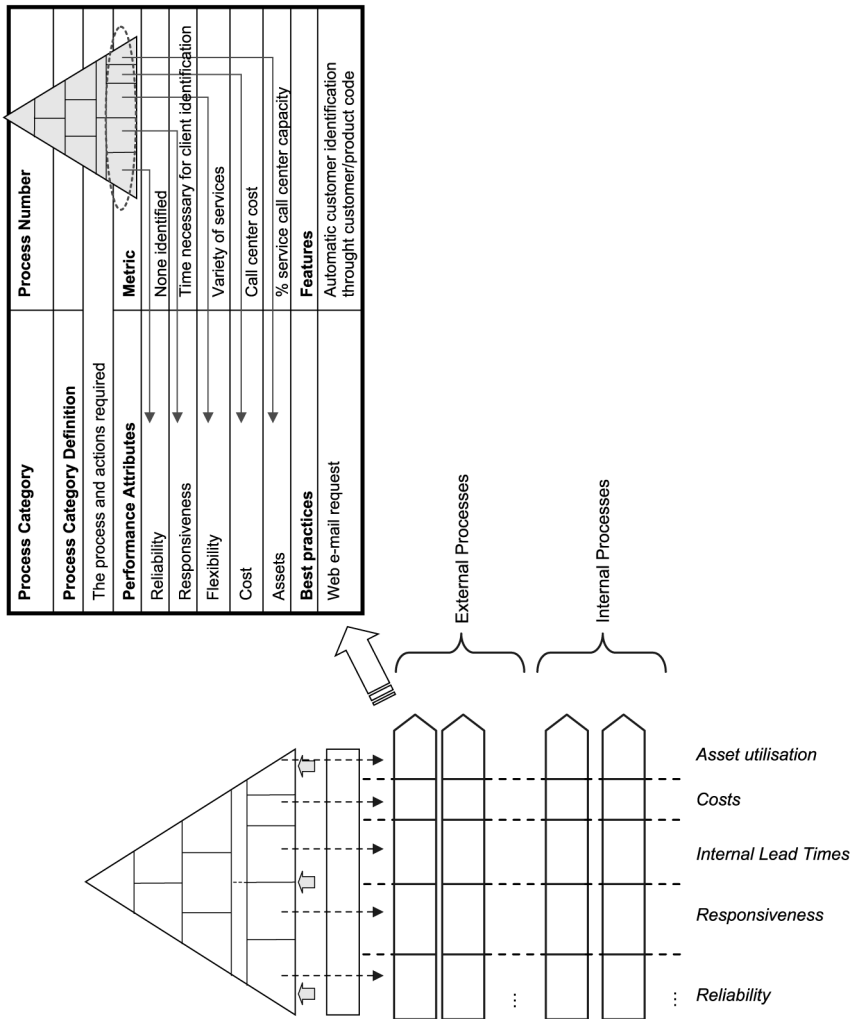 Process Category
Process Number
Process Category Definition
The process and actions required
Performance Attributes
Metric
Reliability
None identified
Responsiveness
Time necessary for client identification
Flexibility
Variety of services
Cost
Call center cost
Assets
% service call center capacity
Best practices
Features
Web e-mail request
Automatic customer identification
throught customer/product code
External Processes
Internal Processes
Asset utilisation
Costs
Internal Lead Times
Responsiveness
...
...
Reliability